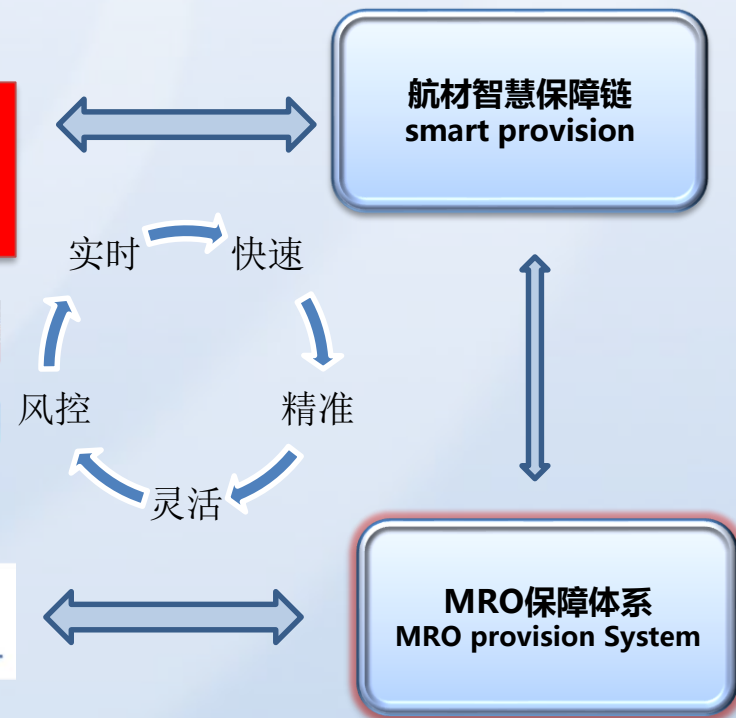 航材智慧保障链
smart provision
实时
快速
风控
精准
灵活
MRO保障体系
MRO provision System